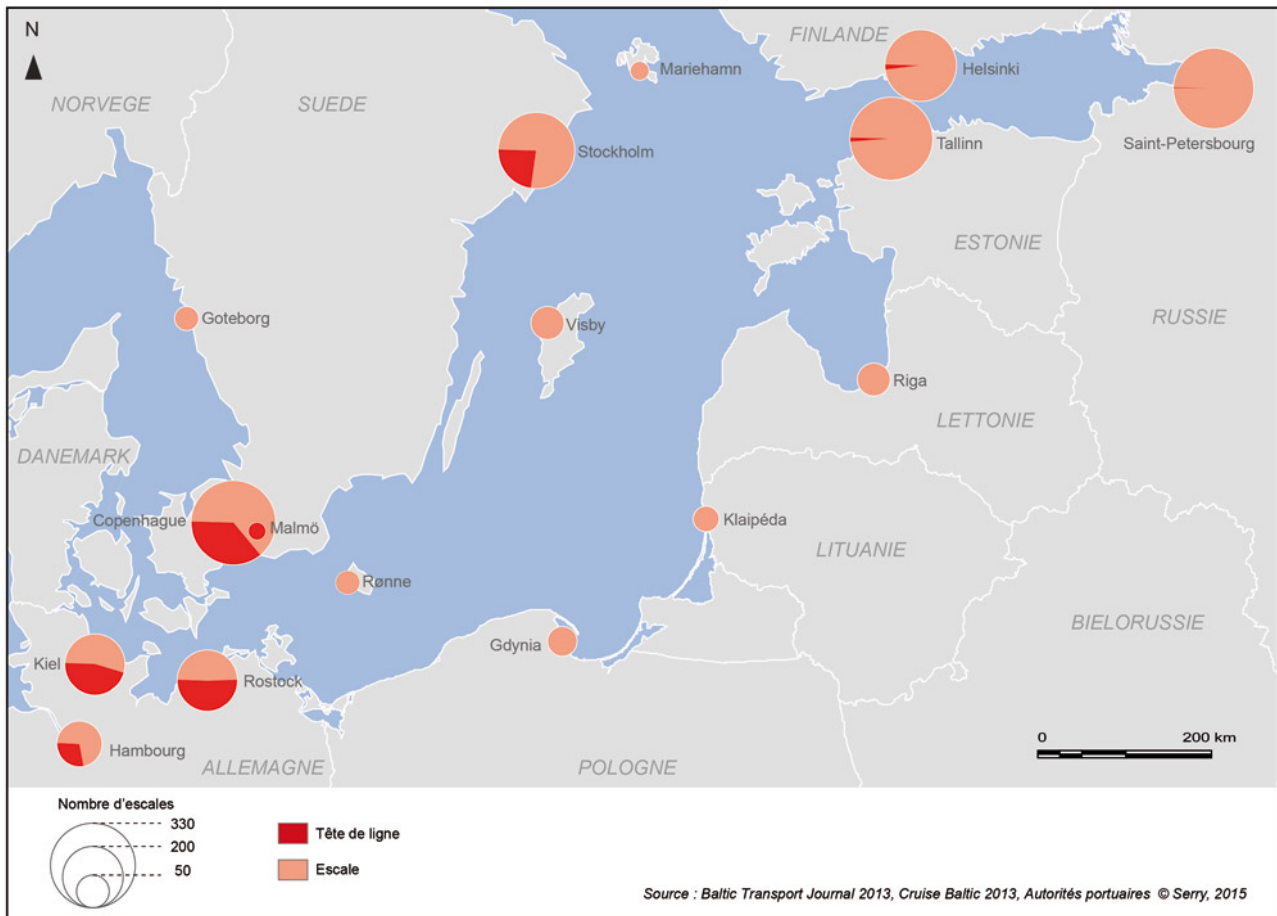 N
FINLANDE
Mariehamn
Helsinki
NORVEGE
SUEDE
Stockholm
Tallinn
Saint-Petersbourg
ESTONIE
Goteborg
Visby
RUSSIE
Riga
LETTONIE
DANEMARK
Copenhague
Malmö
Klaipéda
LITUANIE
Rønne
BIELORUSSIE
Gdynia
Kiel
Rostock
Hambourg
ALLEMAGNE
POLOGNE
0 200 km
Nombre d'escales
330
200
50
Tête de ligne
Escale
Source : Baltic Transport Journal 2013, Cruise Baltic 2013, Autorités portuaires © Serry, 2015